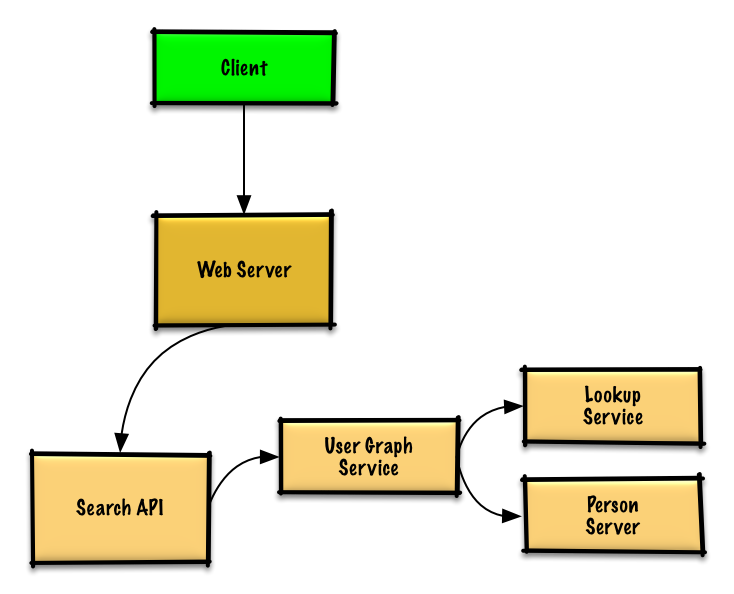 Client
Web Server
Lookup
Service
User Graph
Service
Search API
Person
Server